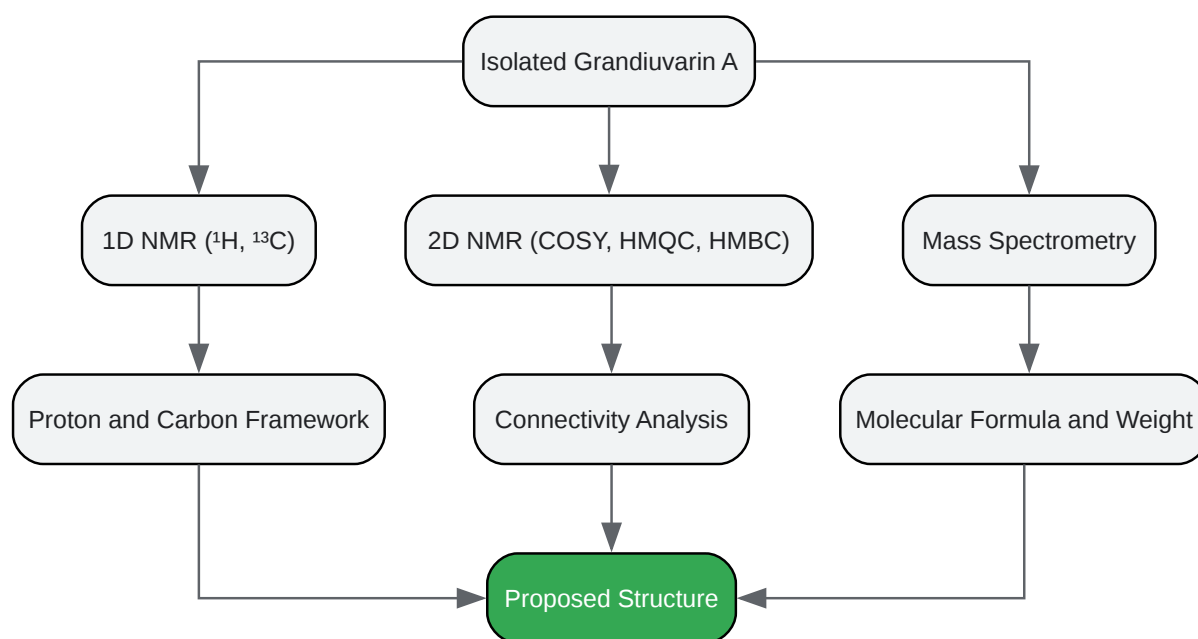 Isolated Grandiuvarin A
1D NMR (¹H, ¹³C)
2D NMR (COSY, HMQC, HMBC)
Mass Spectrometry
Proton and Carbon Framework
Connectivity Analysis
Molecular Formula and Weight
Proposed Structure